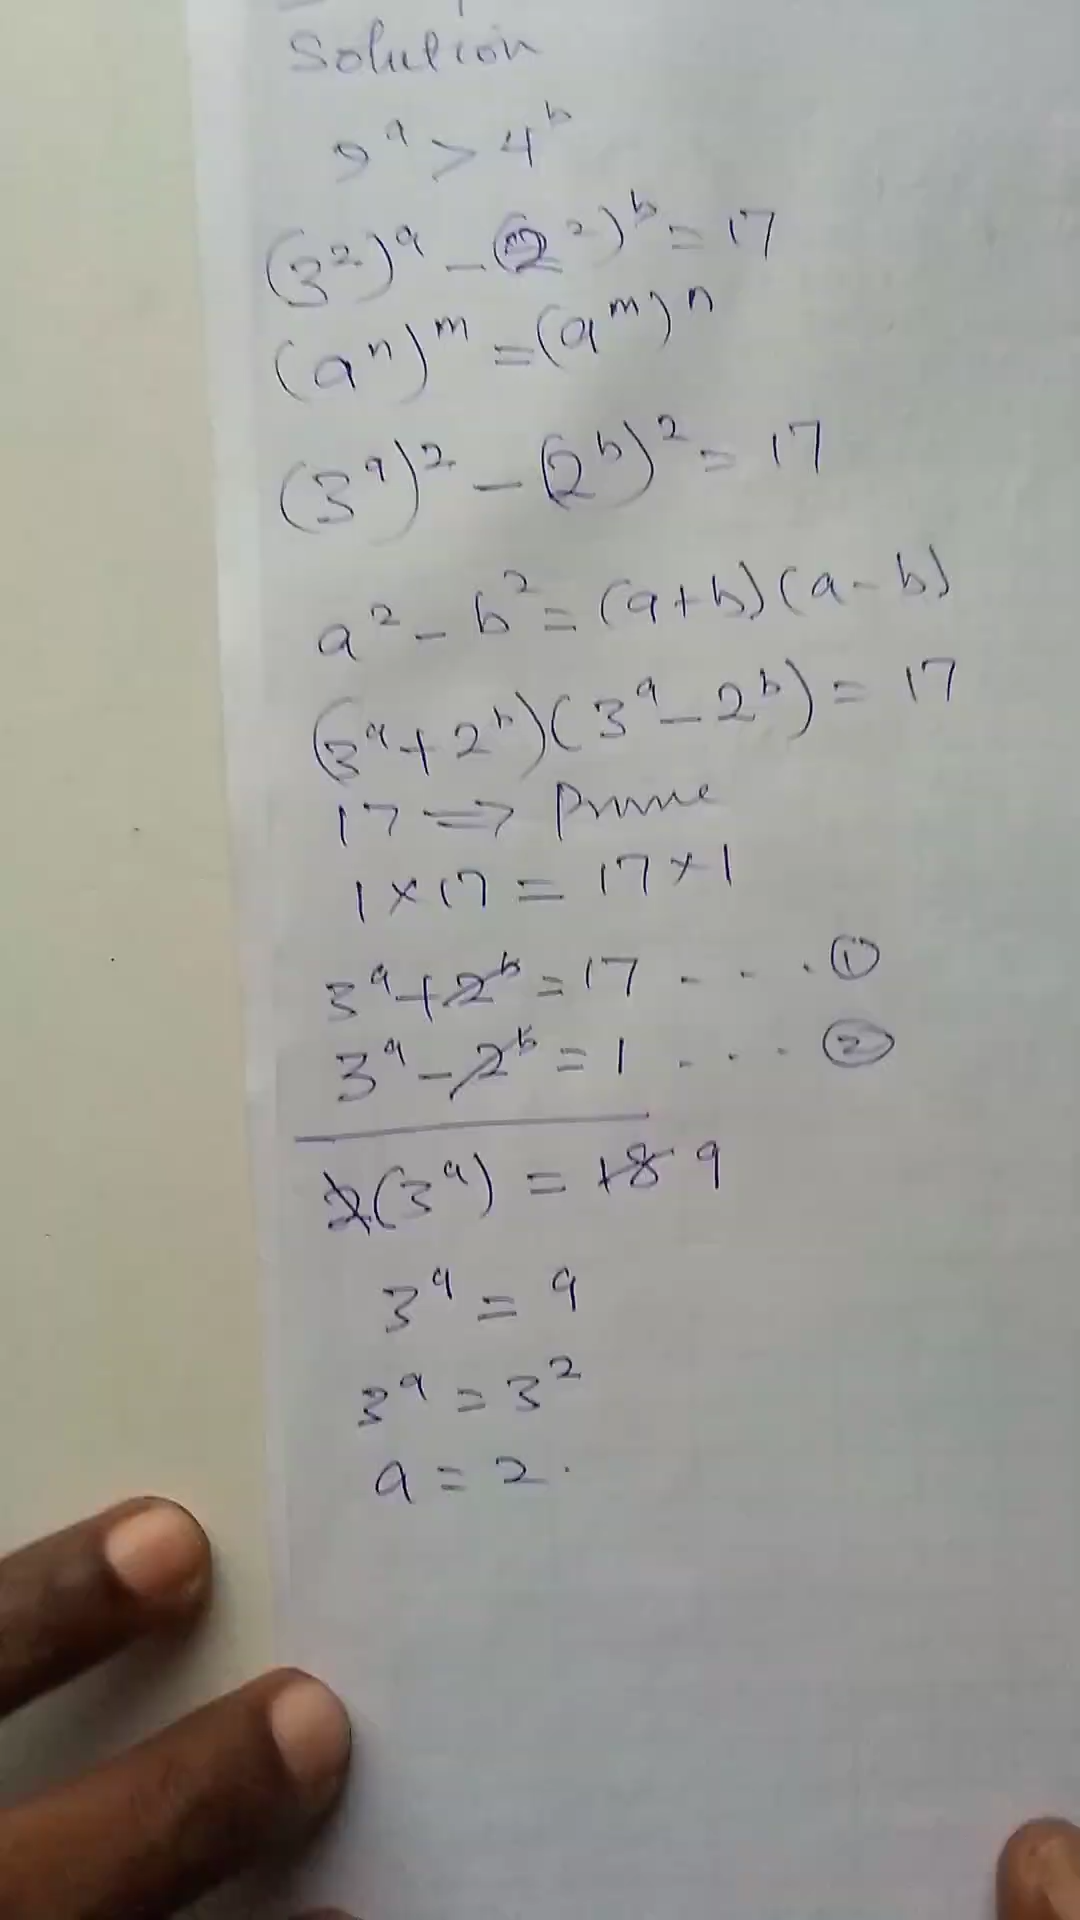 Solution
9^a > 4^b
(3^2)^a - (2^2)^b = 17
(a^n)^m = (a^m)^n
(3^a)^2 - (2^b)^2 = 17
a^2 - b^2 = (a+b)(a-b)
(3^a + 2^b)(3^a - 2^b) = 17
17 ⇒ Prime
1 × 17 = 17 × 1
3^a + 2^b = 17 - - - . ①
3^a - 2^b = 1 - - - ②
2(3^a) = 18 9
3^a = 9
3^a = 3^2
a = 2.